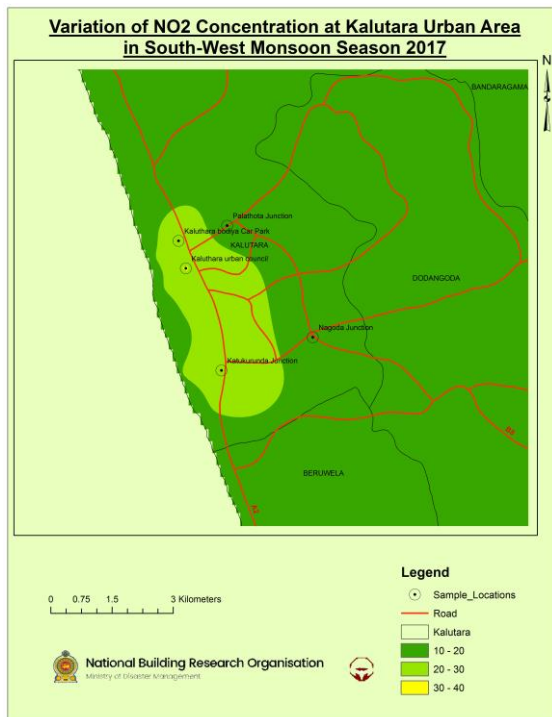 Variation of NO2 Concentration at Kalutara Urban Area
in South-West Monsoon Season 2017
N
BANDARAGAMA
Palathota Junction
Kaluthara bodiya Car Park
KALUTARA
Kaluthara urban council
DODANGODA
Nagoda Junction
Katukurunda Junction
BERUWELA
A2
Legend
0 0.75 1.5 3 Kilometers
Sample_Locations
Road
Kalutara
10 - 20
20 - 30
30 - 40
National Building Research Organisation
Ministry of Disaster Management